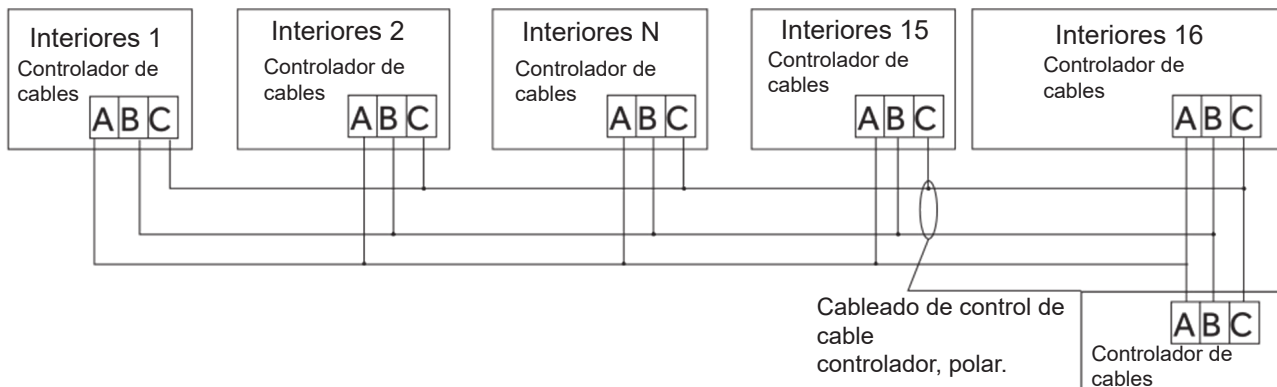 Interiores 1
Controlador de
cables
A B C
Interiores 2
Controlador de
cables
A B C
Interiores N
Controlador de
cables
A B C
Interiores 15
Controlador de
cables
A B C
Interiores 16
Controlador de
cables
A B C
Cableado de control de
cable
controlador, polar.
A B C
Controlador de
cables